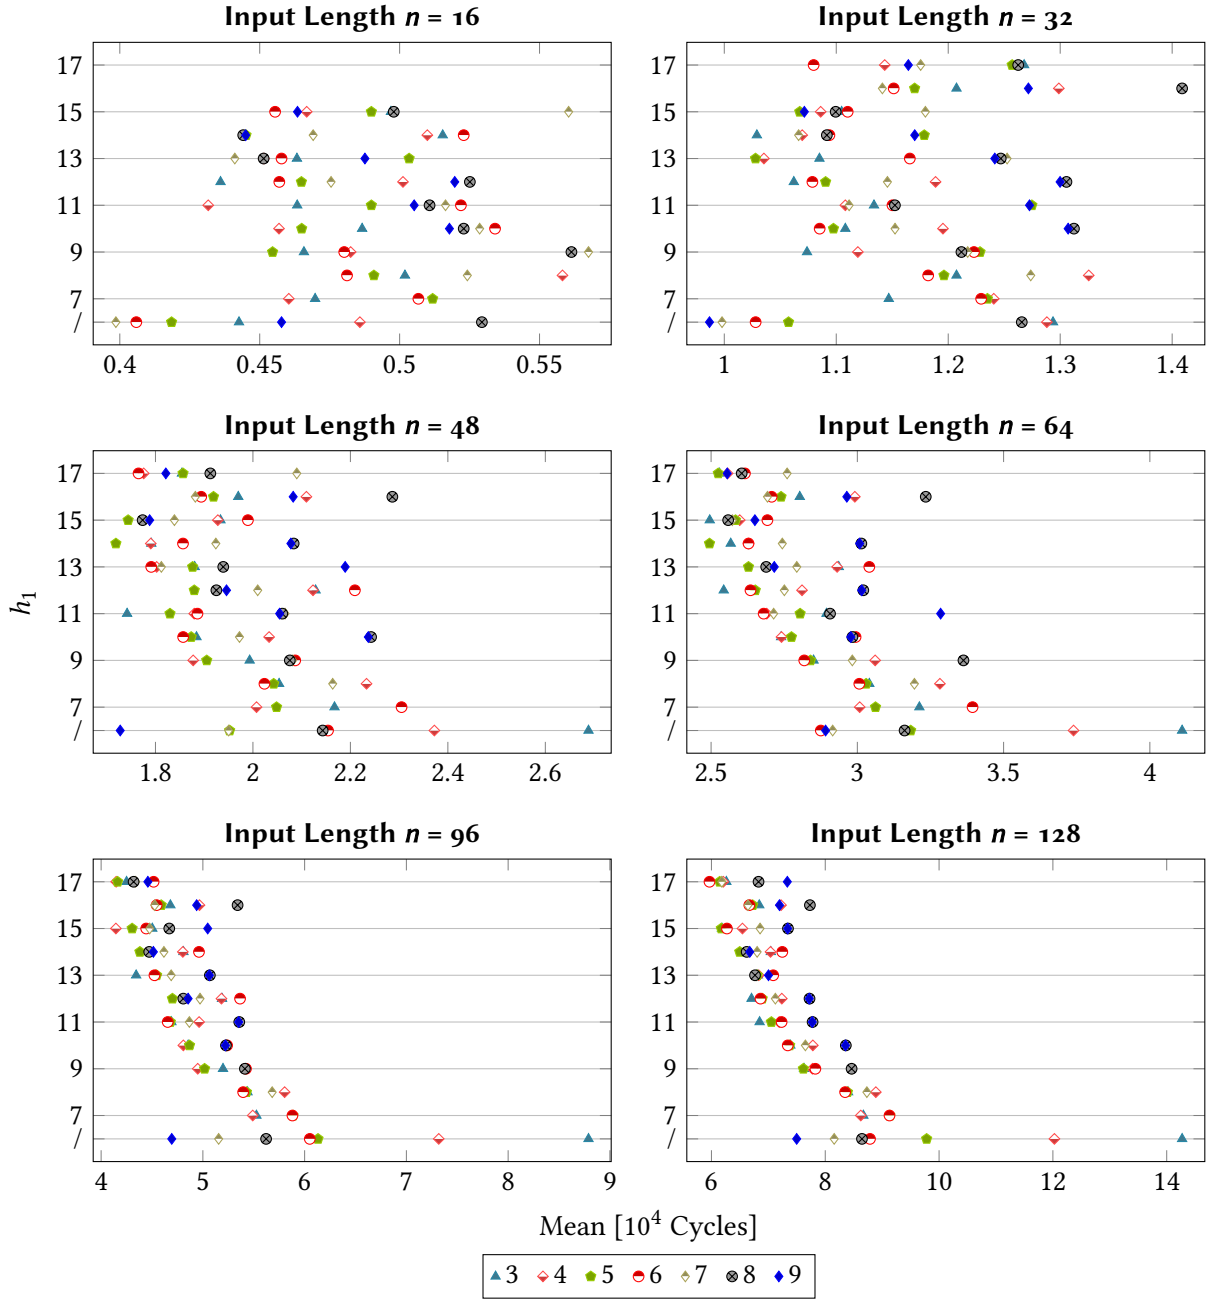 Input Length n = 16
Input Length n = 32
17
15
13
11
9
7
/
0.4 0.45 0.5 0.55
17
15
13
11
9
7
/
1 1.1 1.2 1.3 1.4
Input Length n = 48
Input Length n = 64
h₁
17
15
13
11
9
7
/
1.8 2 2.2 2.4 2.6
17
15
13
11
9
7
/
2.5 3 3.5 4
Input Length n = 96
Input Length n = 128
17
15
13
11
9
7
/
4 5 6 7 8 9
17
15
13
11
9
7
/
6 8 10 12 14
Mean [10⁴ Cycles]
3 4 5 6 7 8 9